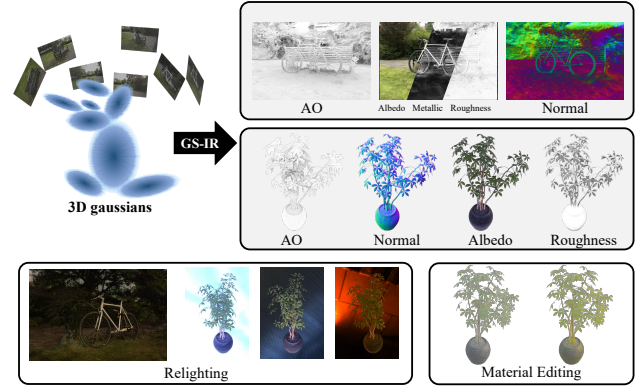 AO
Albedo Metallic Roughness
Normal
GS-IR
3D gaussians
AO
Normal
Albedo
Roughness
Relighting
Material Editing